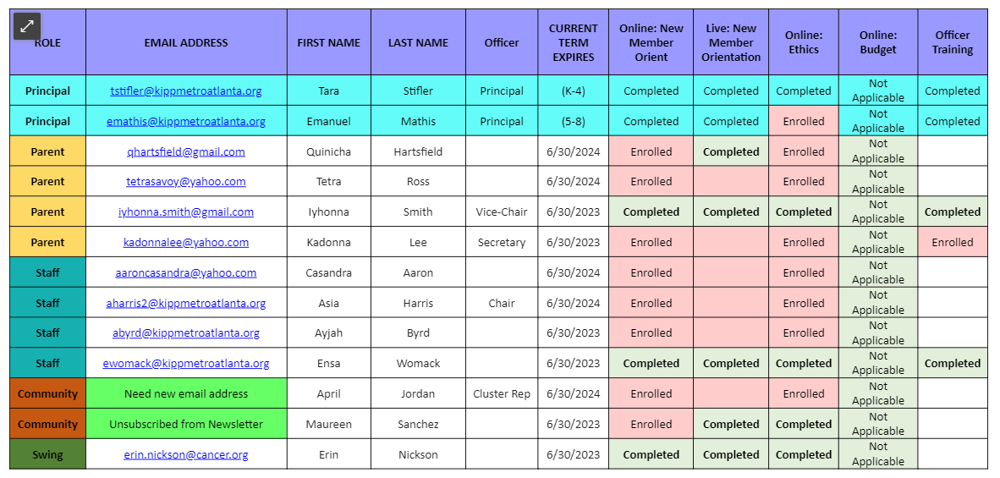 ROLE EMAIL ADDRESS FIRST NAME LAST NAME Officer CURRENT TERM EXPIRES Online: New Member Orient Live: New Member Orientation Online: Ethics Online: Budget Officer Training
Principal tstifler@kippmetroatlanta.org Tara Stifler Principal (K-4) Completed Completed Completed Not Applicable Completed
Principal emathis@kippmetroatlanta.org Emanuel Mathis Principal (5-8) Completed Completed Enrolled Not Applicable Completed
Parent qhartsfield@gmail.com Quinicha Hartsfield 6/30/2024 Enrolled Completed Enrolled Not Applicable
Parent tetrasavoy@yahoo.com Tetra Ross 6/30/2024 Enrolled Enrolled Not Applicable
Parent iyhonna.smith@gmail.com Iyhonna Smith Vice-Chair 6/30/2023 Completed Completed Completed Not Applicable Completed
Parent kadonnalee@yahoo.com Kadonna Lee Secretary 6/30/2023 Enrolled Enrolled Not Applicable Enrolled
Staff aaroncasandra@yahoo.com Casandra Aaron 6/30/2024 Enrolled Enrolled Not Applicable
Staff aharris2@kippmetroatlanta.org Asia Harris Chair 6/30/2024 Enrolled Enrolled Not Applicable
Staff abyrd@kippmetroatlanta.org Ayjah Byrd 6/30/2023 Enrolled Enrolled Not Applicable
Staff ewomack@kippmetroatlanta.org Ensa Womack 6/30/2023 Completed Completed Completed Not Applicable Completed
Community Need new email address April Jordan Cluster Rep 6/30/2024 Enrolled Enrolled Not Applicable
Community Unsubscribed from Newsletter Maureen Sanchez 6/30/2023 Enrolled Completed Completed Not Applicable
Swing erin.nickson@cancer.org Erin Nickson 6/30/2023 Completed Completed Completed Not Applicable